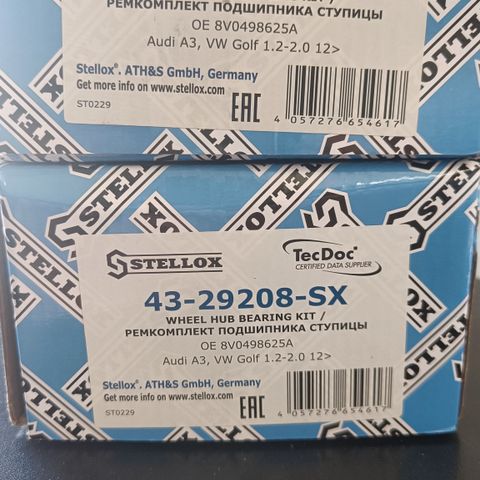 РЕМКОМПЛЕКТ ПОДШИПНИКА СТУПИЦЫ
OE 8V0498625A
Audi A3, VW Golf 1.2-2.0 12>
Stellox®. ATH&S GmbH, Germany
Get more info on www.stellox.com
ST0229
EAC
4 057276 654617
STELLOX
STELLOX
TecDoc®
CERTIFIED DATA SUPPLIER
43-29208-SX
WHEEL HUB BEARING KIT /
РЕМКОМПЛЕКТ ПОДШИПНИКА СТУПИЦЫ
OE 8V0498625A
Audi A3, VW Golf 1.2-2.0 12>
Stellox®. ATH&S GmbH, Germany
Get more info on www.stellox.com
ST0229
EAC
4 057276 654617